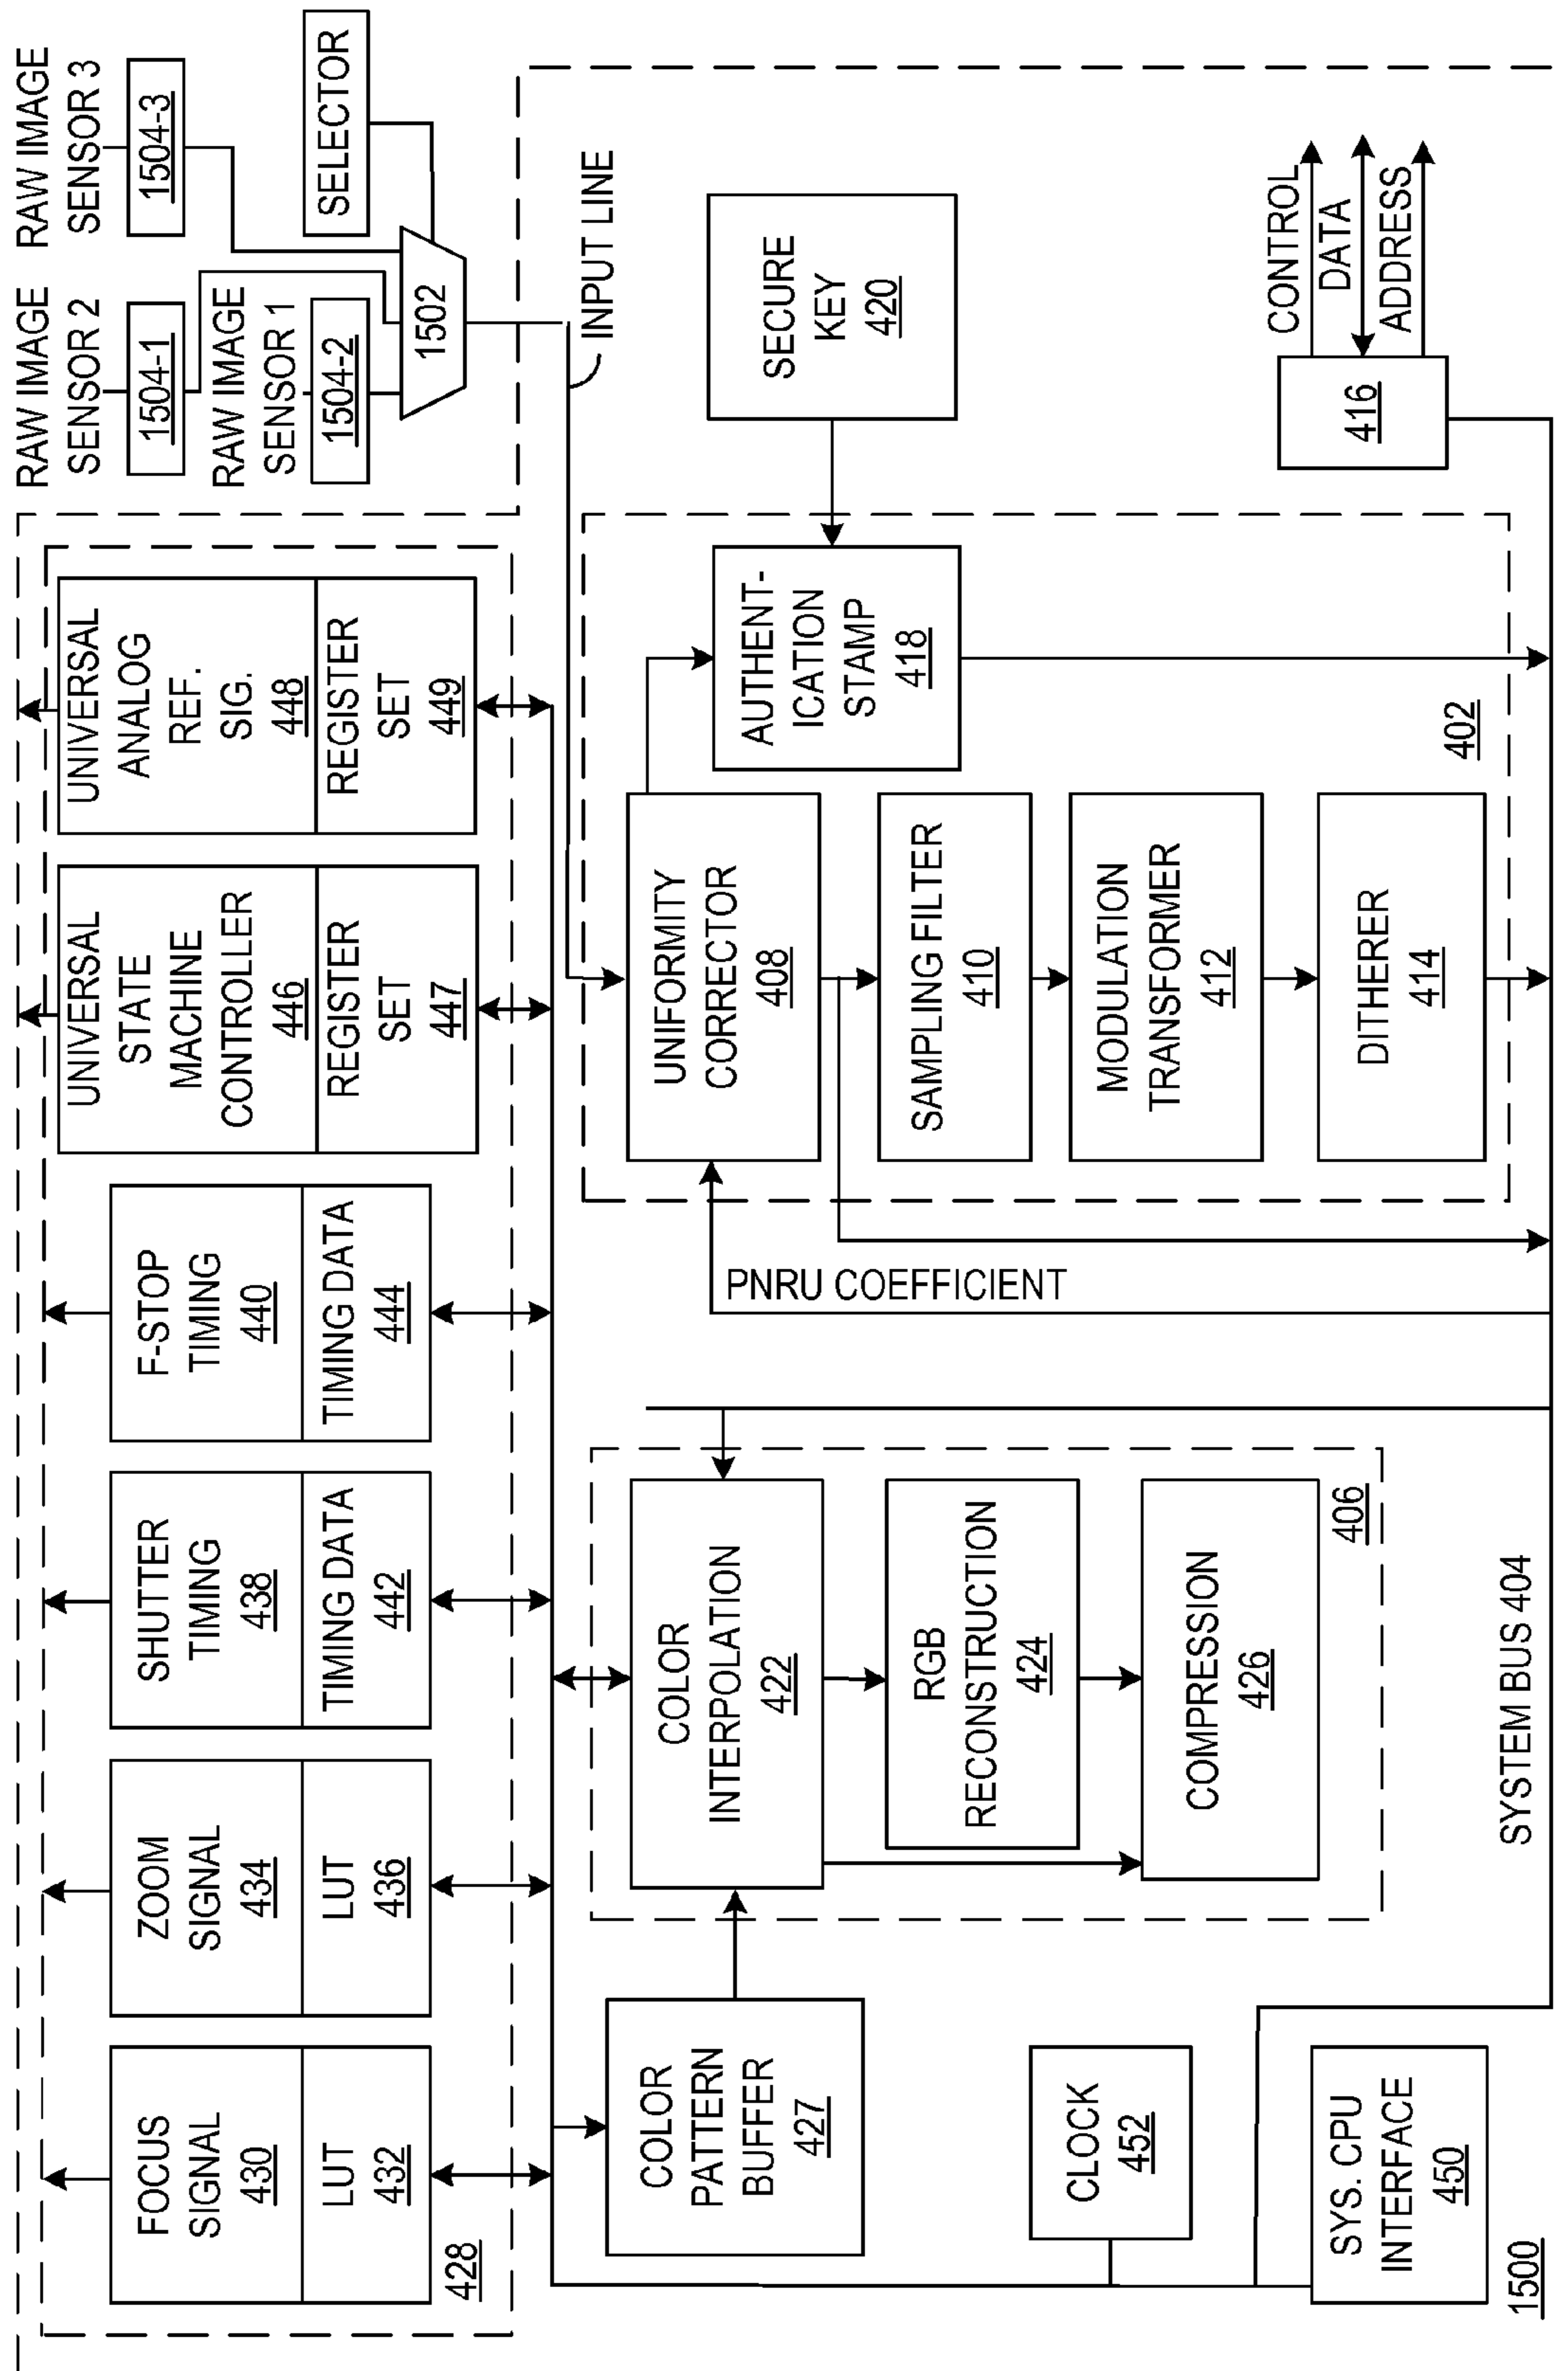 RAW IMAGE
SENSOR 2
1504-1
RAW IMAGE
SENSOR 3
1504-3
RAW IMAGE
SENSOR 1
1504-2
SELECTOR
1502
INPUT LINE
FOCUS
SIGNAL
430
LUT
432
ZOOM
SIGNAL
434
LUT
436
SHUTTER
TIMING
438
TIMING DATA
442
F-STOP
TIMING
440
TIMING DATA
444
UNIVERSAL
STATE
MACHINE
CONTROLLER
446
REGISTER
SET
447
UNIVERSAL
ANALOG
REF.
SIG.
448
REGISTER
SET
449
428
COLOR
PATTERN
BUFFER
427
COLOR
INTERPOLATION
422
RGB
RECONSTRUCTION
424
COMPRESSION
426
406
PNRU COEFFICIENT
UNIFORMITY
CORRECTOR
408
SAMPLING FILTER
410
MODULATION
TRANSFORMER
412
DITHERER
414
AUTHENT-
ICATION
STAMP
418
402
SECURE
KEY
420
CONTROL
DATA
ADDRESS
416
CLOCK
452
SYS. CPU
INTERFACE
450
SYSTEM BUS 404
1500